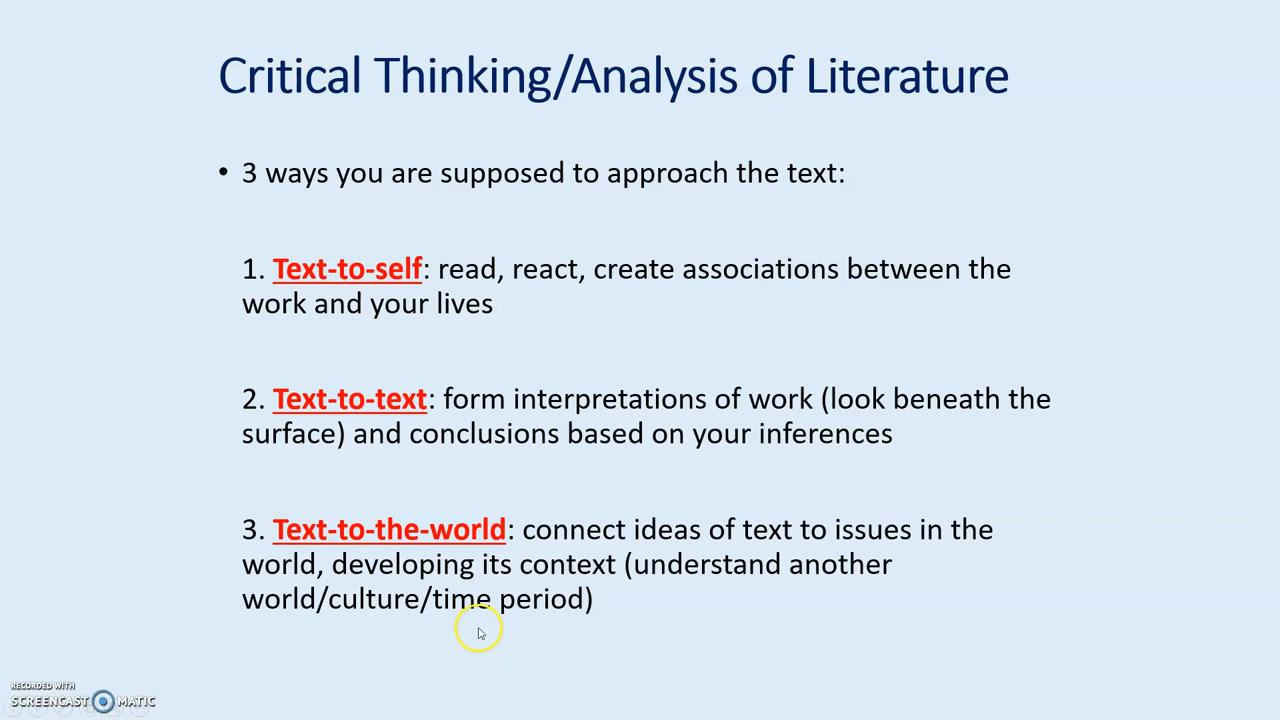 Critical Thinking/Analysis of Literature
• 3 ways you are supposed to approach the text:
1. Text-to-self: read, react, create associations between the
work and your lives
2. Text-to-text: form interpretations of work (look beneath the
surface) and conclusions based on your inferences
3. Text-to-the-world: connect ideas of text to issues in the
world, developing its context (understand another
world/culture/time period)
RECORDED WITH
SCREENCAST MATIC